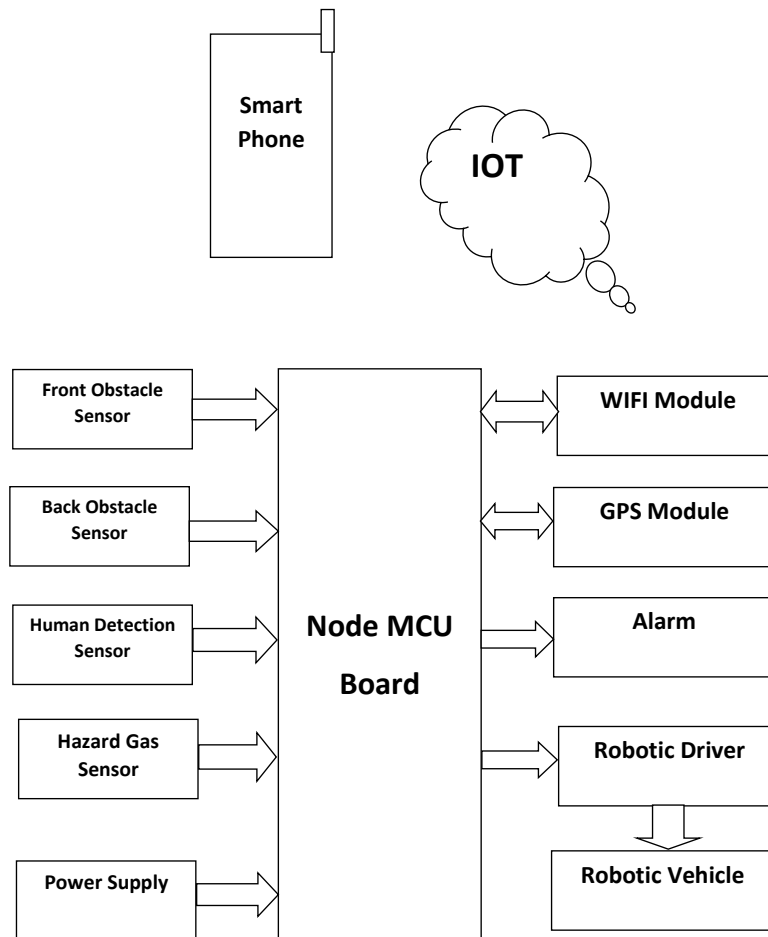 Smart
Phone
IOT
Front Obstacle
Sensor
WIFI Module
Back Obstacle
Sensor
GPS Module
Human Detection
Sensor
Node MCU
Board
Alarm
Hazard Gas
Sensor
Robotic Driver
Power Supply
Robotic Vehicle